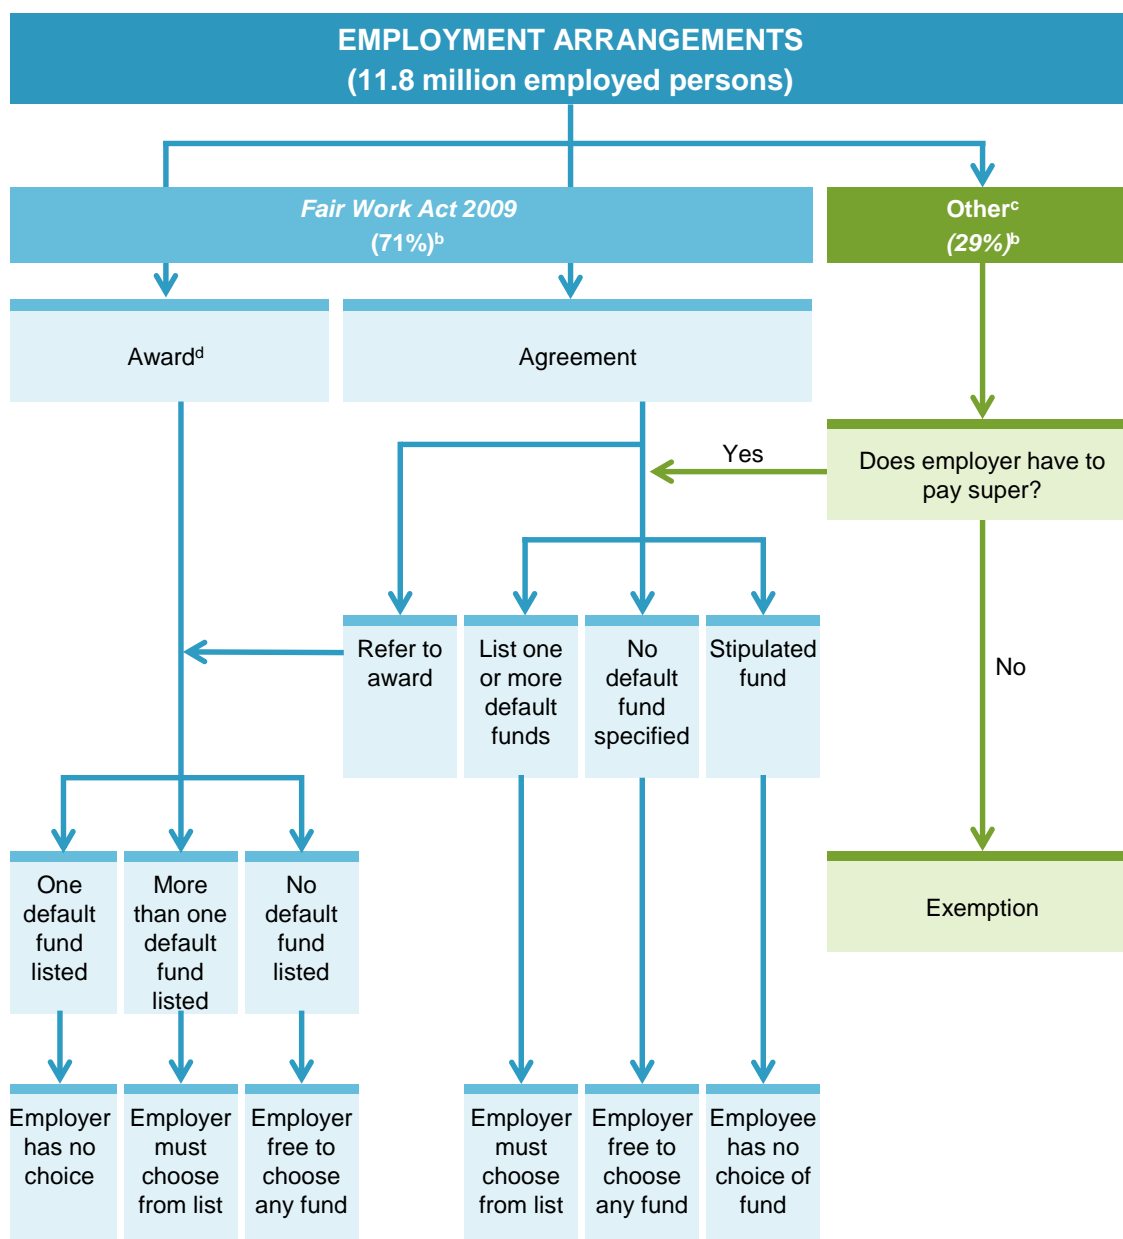 EMPLOYMENT ARRANGEMENTS
(11.8 million employed persons)
Fair Work Act 2009
(71%)b
Otherc
(29%)b
Awardd
Agreement
Does employer have to
pay super?
Yes
No
Refer to
award
List one
or more
default
funds
No
default
fund
specified
Stipulated
fund
One
default
fund
listed
More
than one
default
fund
listed
No
default
fund
listed
Exemption
Employer
has no
choice
Employer
must
choose
from list
Employer
free to
choose
any fund
Employer
must
choose
from list
Employer
free to
choose
any fund
Employee
has no
choice of
fund